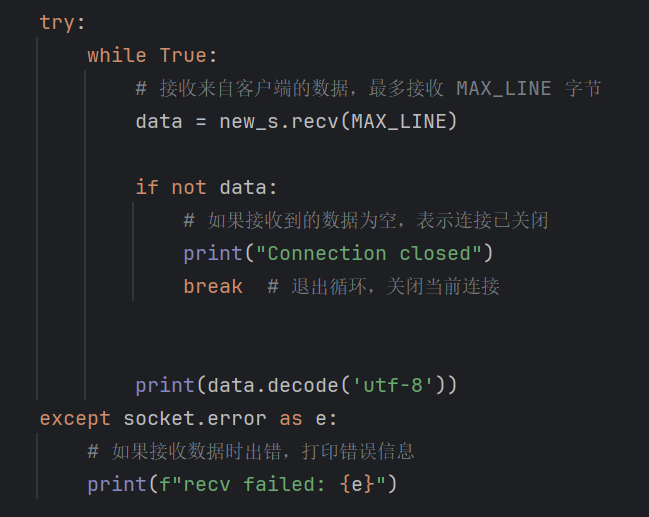 try:
while True:
# 接收来自客户端的数据，最多接收 MAX_LINE 字节
data = new_s.recv(MAX_LINE)
if not data:
# 如果接收到的数据为空，表示连接已关闭
print("Connection closed")
break  # 退出循环，关闭当前连接
print(data.decode('utf-8'))
except socket.error as e:
# 如果接收数据时出错，打印错误信息
print(f"recv failed: {e}")